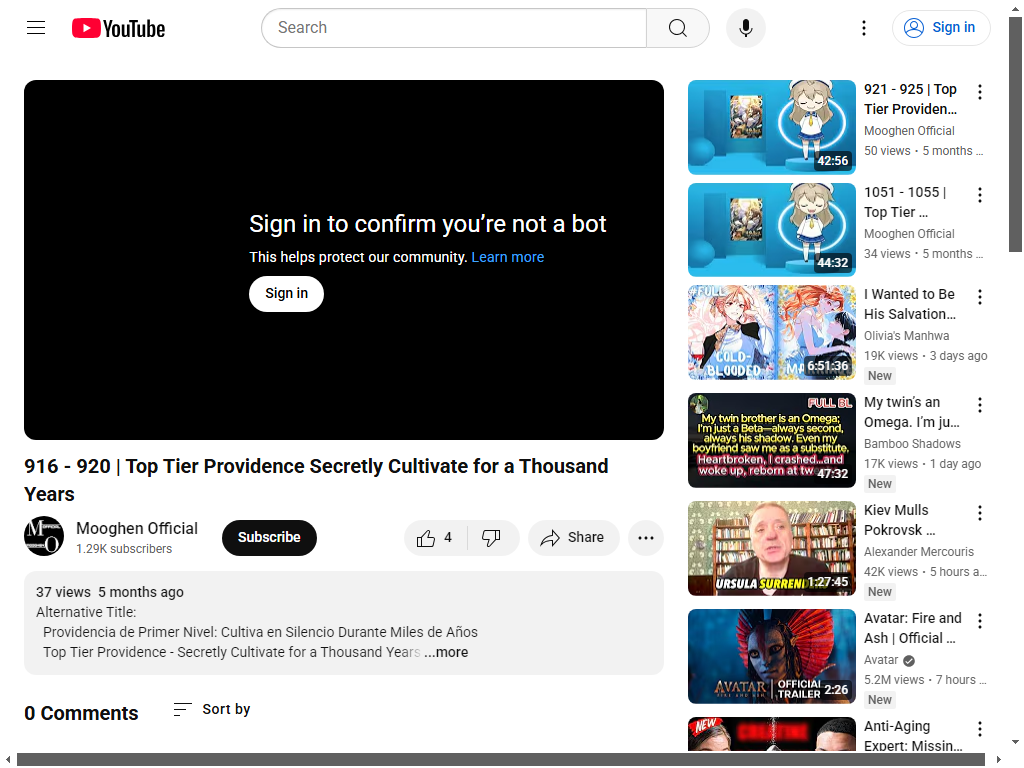 YouTube
Search
Sign in
Sign in to confirm you’re not a bot
This helps protect our community. Learn more
Sign in
916 - 920 | Top Tier Providence Secretly Cultivate for a Thousand
Years
Mooghen Official
1.29K subscribers
Subscribe
4
Share
37 views 5 months ago
Alternative Title:
Providencia de Primer Nivel: Cultiva en Silencio Durante Miles de Años
Top Tier Providence - Secretly Cultivate for a Thousand Years ...more
0 Comments
Sort by
42:56
921 - 925 | Top
Tier Providen...
Mooghen Official
50 views • 5 months ...
44:32
1051 - 1055 |
Top Tier ...
Mooghen Official
34 views • 5 months ...
#FULL
COLD-
BLOODED
6:51:36
I Wanted to Be
His Salvation...
Olivia's Manhwa
19K views • 3 days ago
New
FULL BL
My twin brother is an Omega;
I'm just a Beta—always second,
always his shadow. Even my
boyfriend saw me as a substitute.
Heartbroken, I crashed...and
woke up, reborn at
47:32
My twin's an
Omega. I'm ju...
Bamboo Shadows
17K views • 1 day ago
New
URSULA
1:27:45
Kiev Mulls
Pokrovsk ...
Alexander Mercouris
42K views • 5 hours a...
New
AVATAR
FIRE AND ASH
OFFICIAL
TRAILER
2:26
Avatar: Fire and
Ash | Official ...
Avatar
5.2M views • 7 hours ...
New
NEW
CREATINE
Anti-Aging
Expert: Missin...